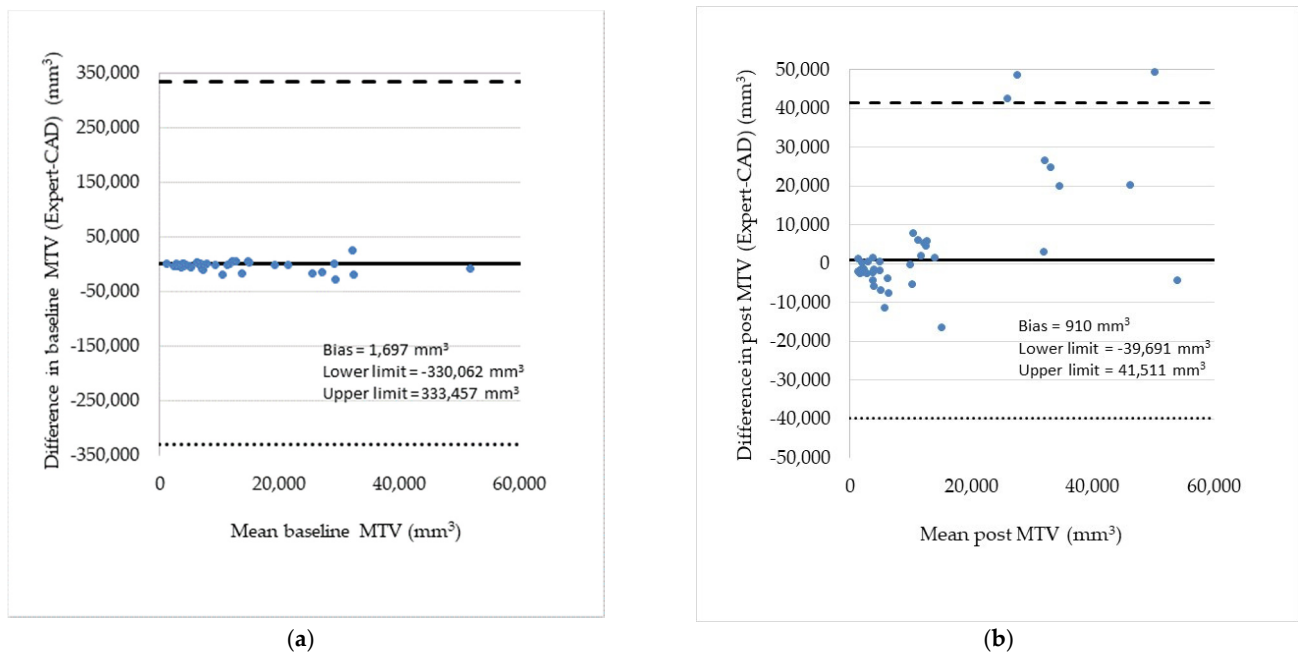 Difference in baseline MTV (Expert-CAD) (mm³)
350,000
250,000
150,000
50,000
-50,000
-150,000
-250,000
-350,000
Bias = 1,697 mm³
Lower limit = -330,062 mm³
Upper limit = 333,457 mm³
0
20,000
40,000
60,000
Mean baseline MTV (mm³)
(a)
Difference in post MTV (Expert-CAD) (mm³)
50,000
40,000
30,000
20,000
10,000
0
-10,000
-20,000
-30,000
-40,000
-50,000
Bias = 910 mm³
Lower limit = -39,691 mm³
Upper limit = 41,511 mm³
0
20,000
40,000
60,000
Mean post MTV (mm³)
(b)